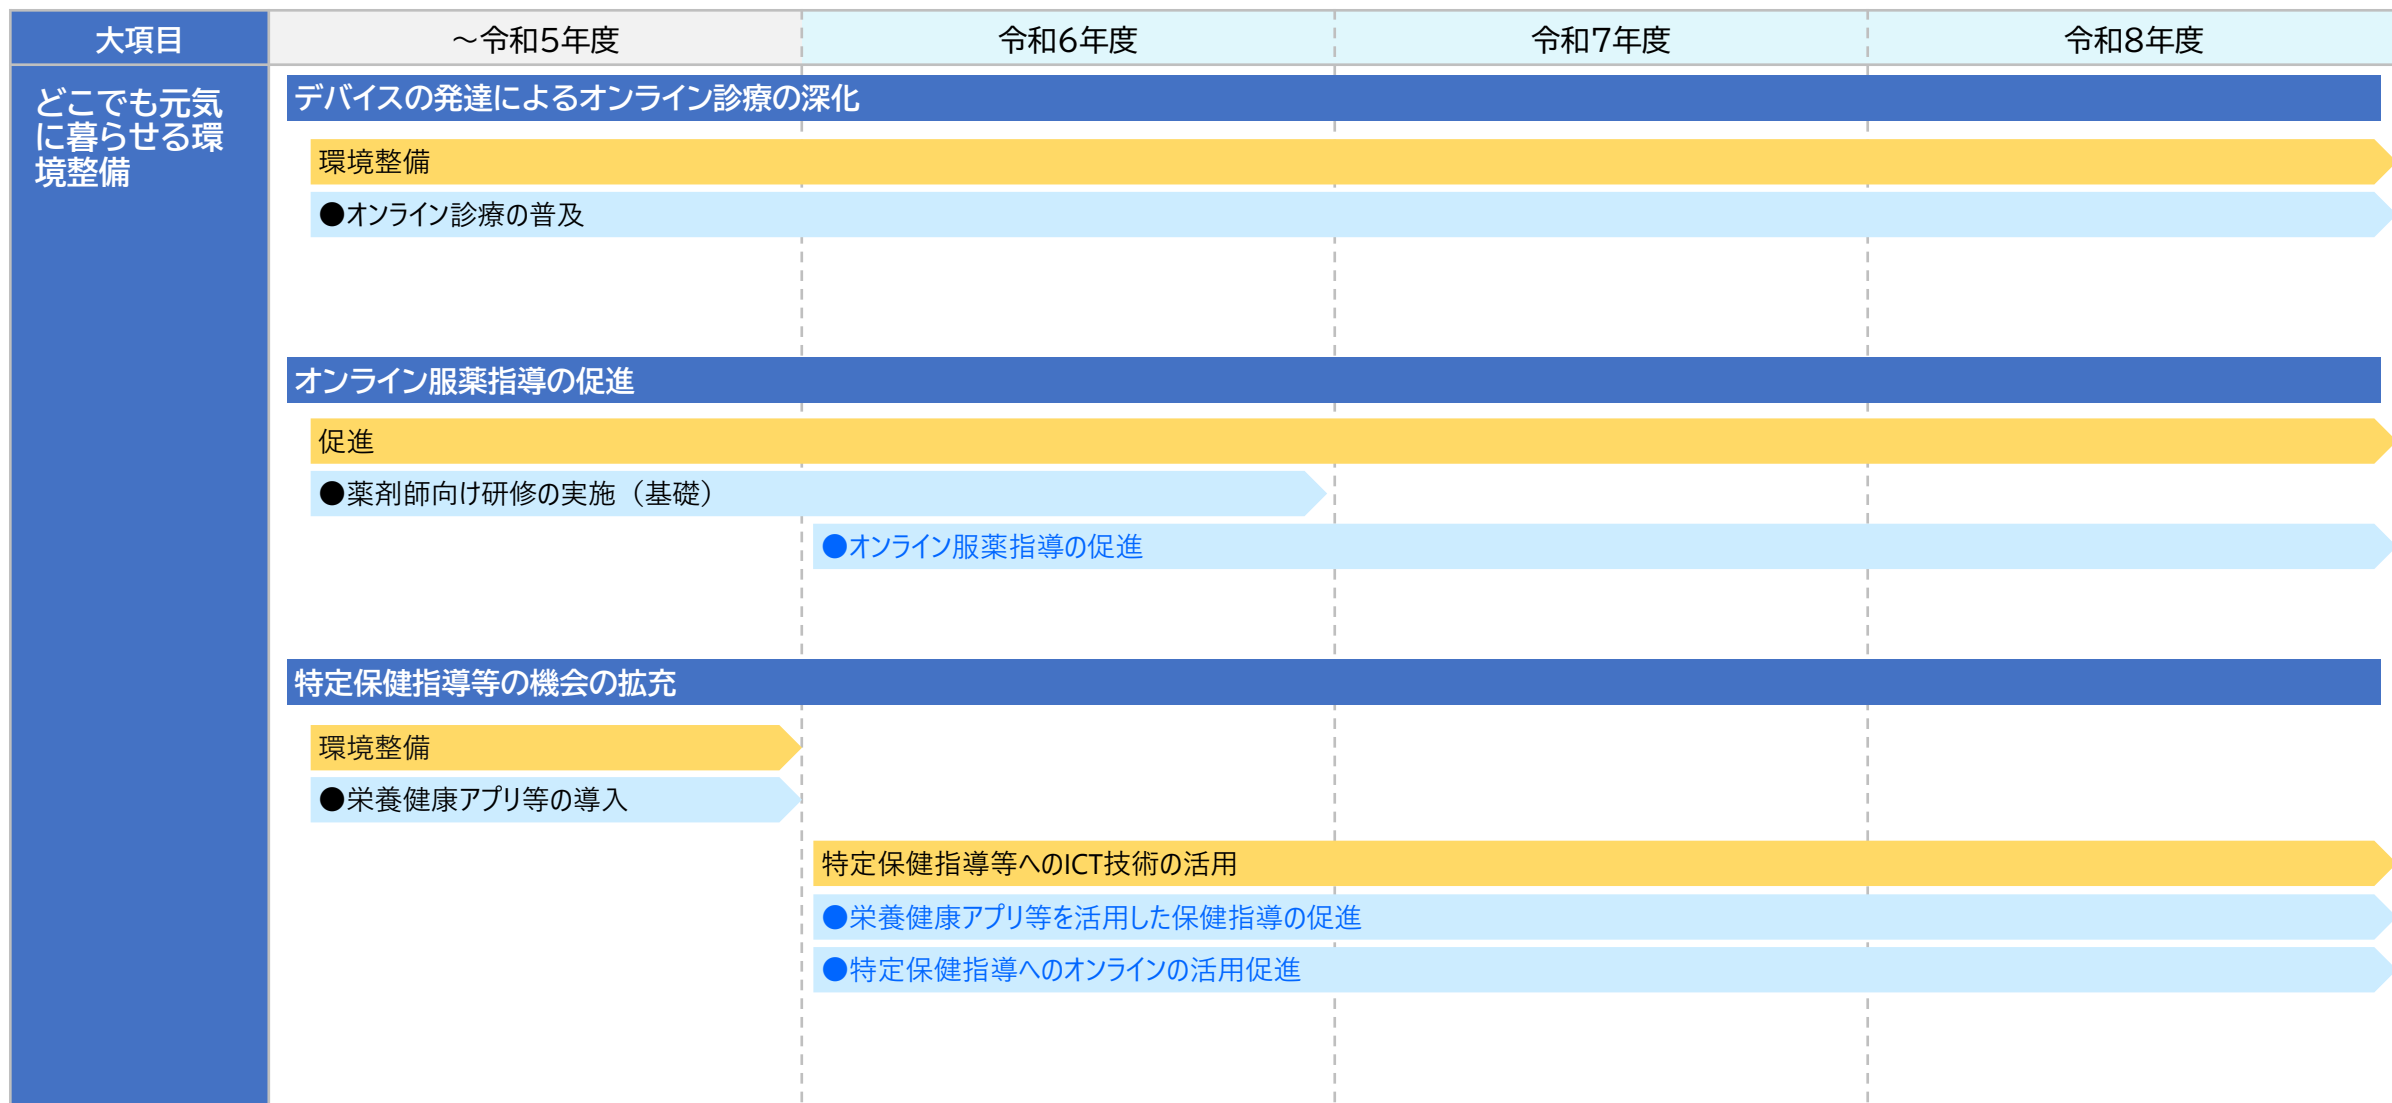 大項目
～令和5年度
令和6年度
令和7年度
令和8年度
どこでも元気
に暮らせる環
境整備
デバイスの発達によるオンライン診療の深化
環境整備
●オンライン診療の普及
オンライン服薬指導の促進
促進
●薬剤師向け研修の実施（基礎）
●オンライン服薬指導の促進
特定保健指導等の機会の拡充
環境整備
●栄養健康アプリ等の導入
特定保健指導等へのICT技術の活用
●栄養健康アプリ等を活用した保健指導の促進
●特定保健指導へのオンラインの活用促進